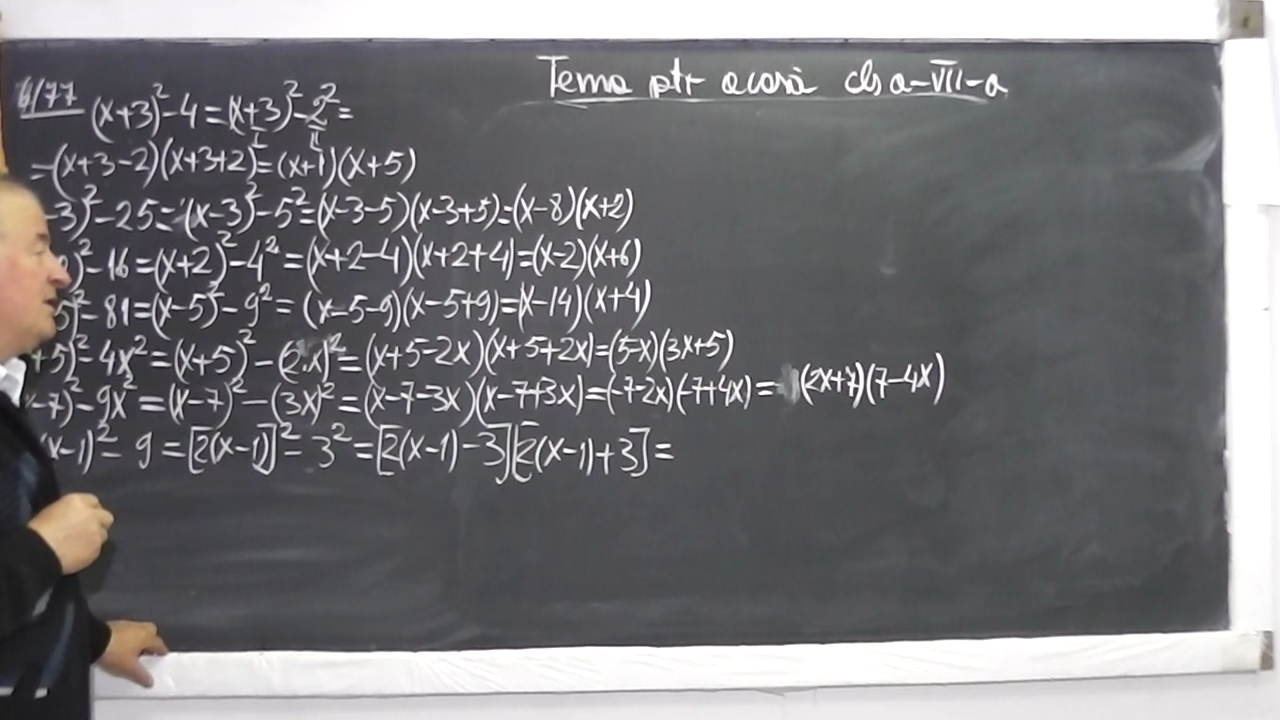 Tema ptr acasă cls a-VII-a
6/77 (x+3)²-4=(x+3)²-2²=
=(x+3-2)(x+3+2)=(x+1)(x+5)
-3)²-25=(x-3)²-5²=(x-3-5)(x-3+5)=(x-8)(x+2)
)²-16=(x+2)²-4²=(x+2-4)(x+2+4)=(x-2)(x+6)
5)²-81=(x-5)²-9²=(x-5-9)(x-5+9)=(x-14)(x+4)
+5)²-4x²=(x+5)²-(2x)²=(x+5-2x)(x+5+2x)=(5-x)(3x+5)
x-7)²-9x²=(x-7)²-(3x)²=(x-7-3x)(x-7+3x)=(-7-2x)(-7+4x)=(2x+7)(7-4x)
(x-1)²-9=[2(x-1)]²-3²=[2(x-1)-3][2(x-1)+3]=